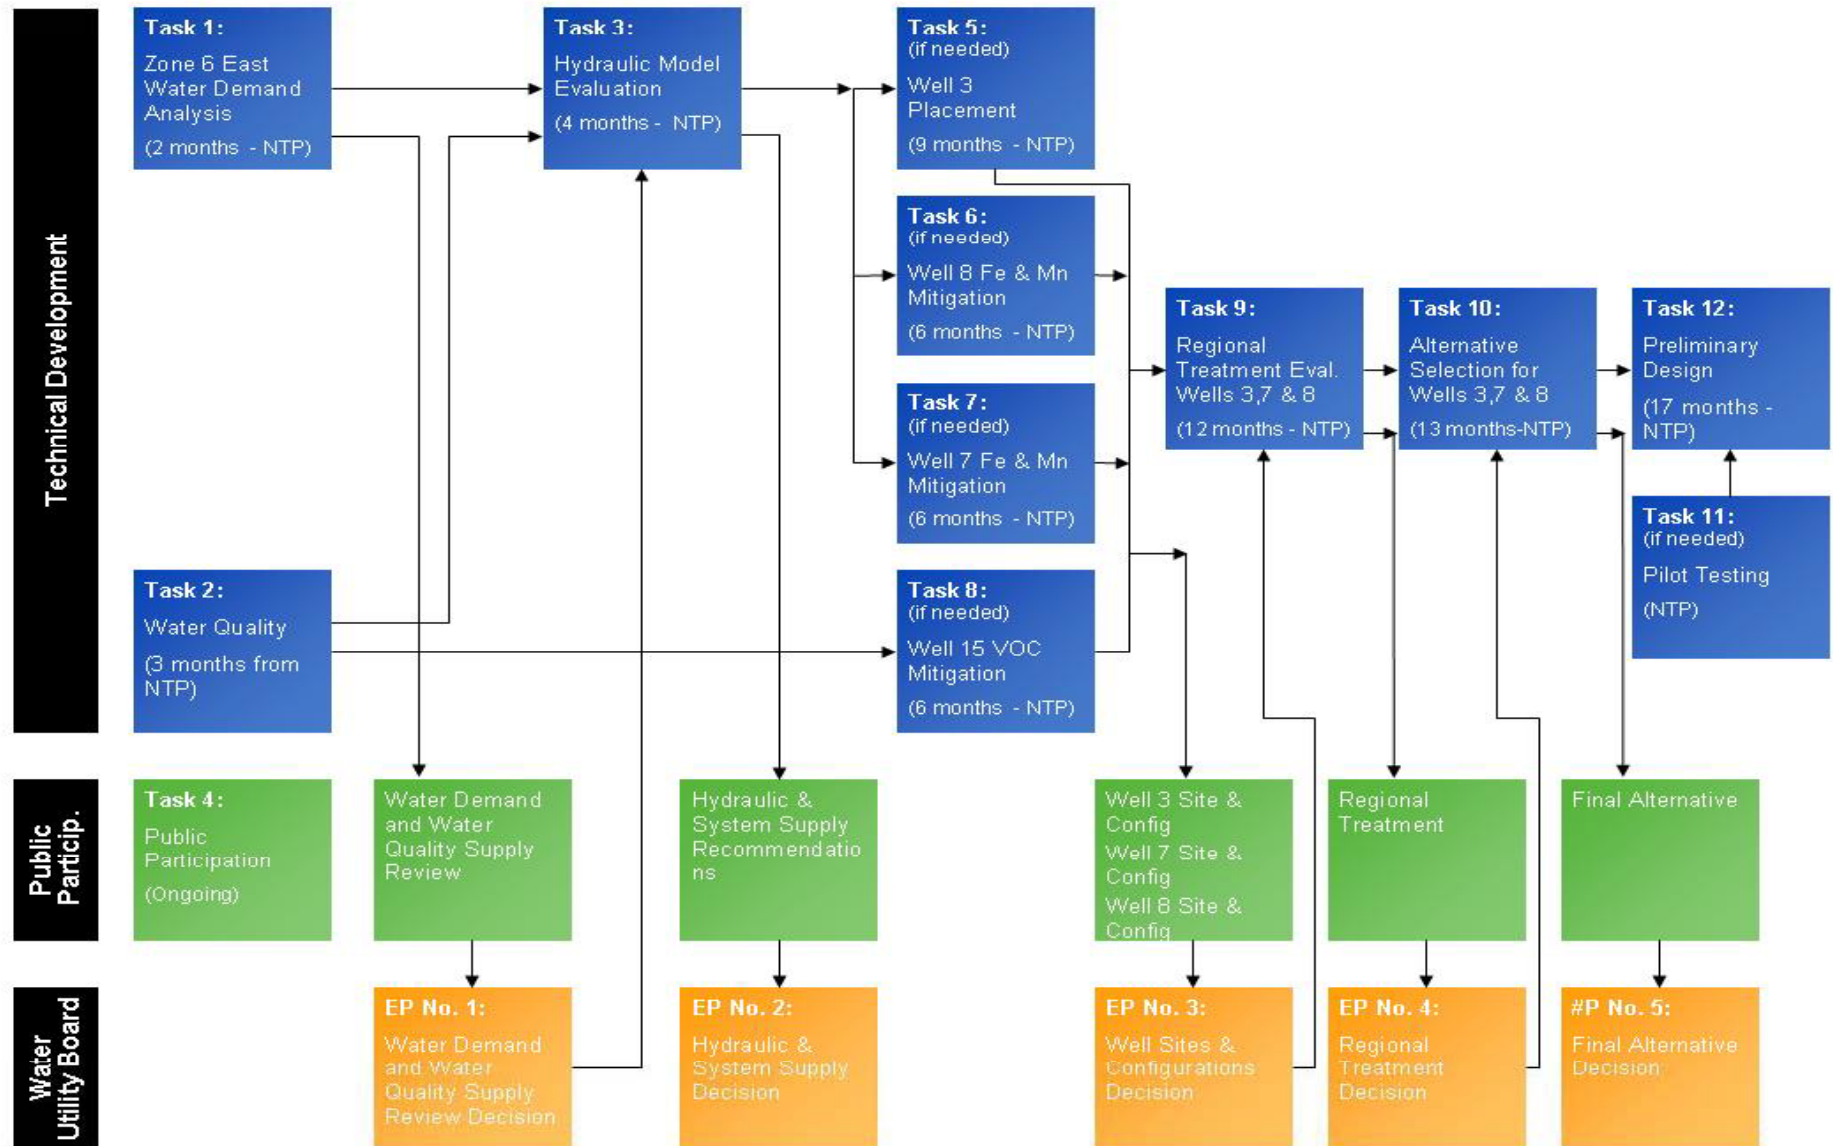 Technical Development
Task 1:
Zone 6 East
Water Demand
Analysis
(2 months - NTP)
Task 3:
Hydraulic Model
Evaluation
(4 months - NTP)
Task 5:
(if needed)
Well 3
Placement
(9 months - NTP)
Task 6:
(if needed)
Well 8 Fe & Mn
Mitigation
(6 months - NTP)
Task 7:
(if needed)
Well 7 Fe & Mn
Mitigation
(6 months - NTP)
Task 9:
Regional
Treatment Eval.
Wells 3,7 & 8
(12 months - NTP)
Task 10:
Alternative
Selection for
Wells 3,7 & 8
(13 months-NTP)
Task 12:
Preliminary
Design
(17 months -
NTP)
Task 11:
(if needed)
Pilot Testing
(NTP)
Task 2:
Water Quality
(3 months from
NTP)
Task 8:
(if needed)
Well 15 VOC
Mitigation
(6 months - NTP)
Public
Particip.
Task 4:
Public
Participation
(Ongoing)
Water Demand
and Water
Quality Supply
Review
Hydraulic &
System Supply
Recommendatio
ns
Well 3 Site &
Config
Well 7 Site &
Config
Well 8 Site &
Config
Regional
Treatment
Final Alternative
Water
Utility Board
EP No. 1:
Water Demand
and Water
Quality Supply
Review Decision
EP No. 2:
Hydraulic &
System Supply
Decision
EP No. 3:
Well Sites &
Configurations
Decision
EP No. 4:
Regional
Treatment
Decision
#P No. 5:
Final Alternative
Decision